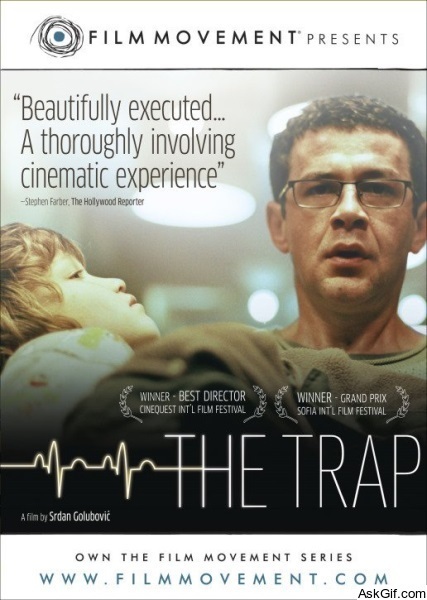 FILM MOVEMENT® PRESENTS
“Beautifully executed...
A thoroughly involving
cinematic experience”
–Stephen Farber, The Hollywood Reporter
WINNER - BEST DIRECTOR
CINEQUEST INT'L FILM FESTIVAL
WINNER - GRAND PRIX
SOFIA INT'L FILM FESTIVAL
THE TRAP
A film by Srdan Golubović
OWN THE FILM MOVEMENT SERIES
WWW.FILMMOVEMENT.COM
AskGif.com